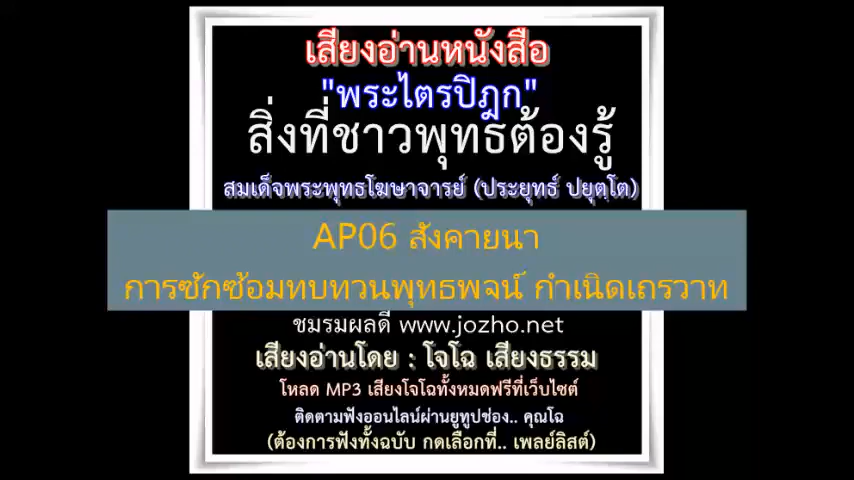 เสียงอ่านหนังสือ
"พระไตรปิฎก"
สิ่งที่ชาวพุทธต้องรู้
สมเด็จพระพุทธโฆษาจารย์ (ประยุทธ์ ปยุตฺโต)
AP06 สังคายนา
การซักซ้อมทบทวนพุทธพจน์ กำเนิดเถรวาท
ชมรมผลดี www.jozho.net
เสียงอ่านโดย : โจโฉ เสียงธรรม
โหลด MP3 เสียงโจโฉทั้งหมดฟรีที่เว็บไซต์
ติดตามฟังออนไลน์ผ่านยูทูปช่อง.. คุณโฉ
(ต้องการฟังทั้งฉบับ กดเลือกที่.. เพลย์ลิสต์)